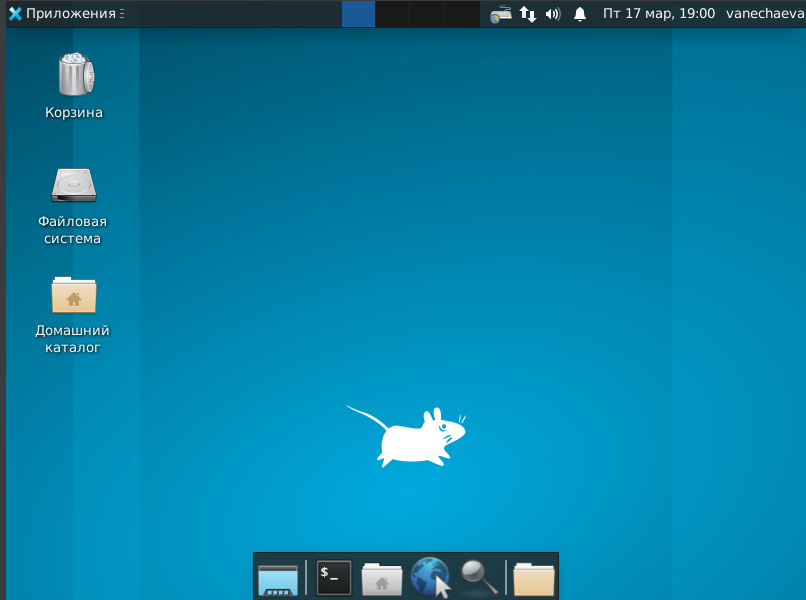 Приложения
Пт 17 мар, 19:00 vanechaeva
Корзина
Файловая
система
Домашний
каталог
$_